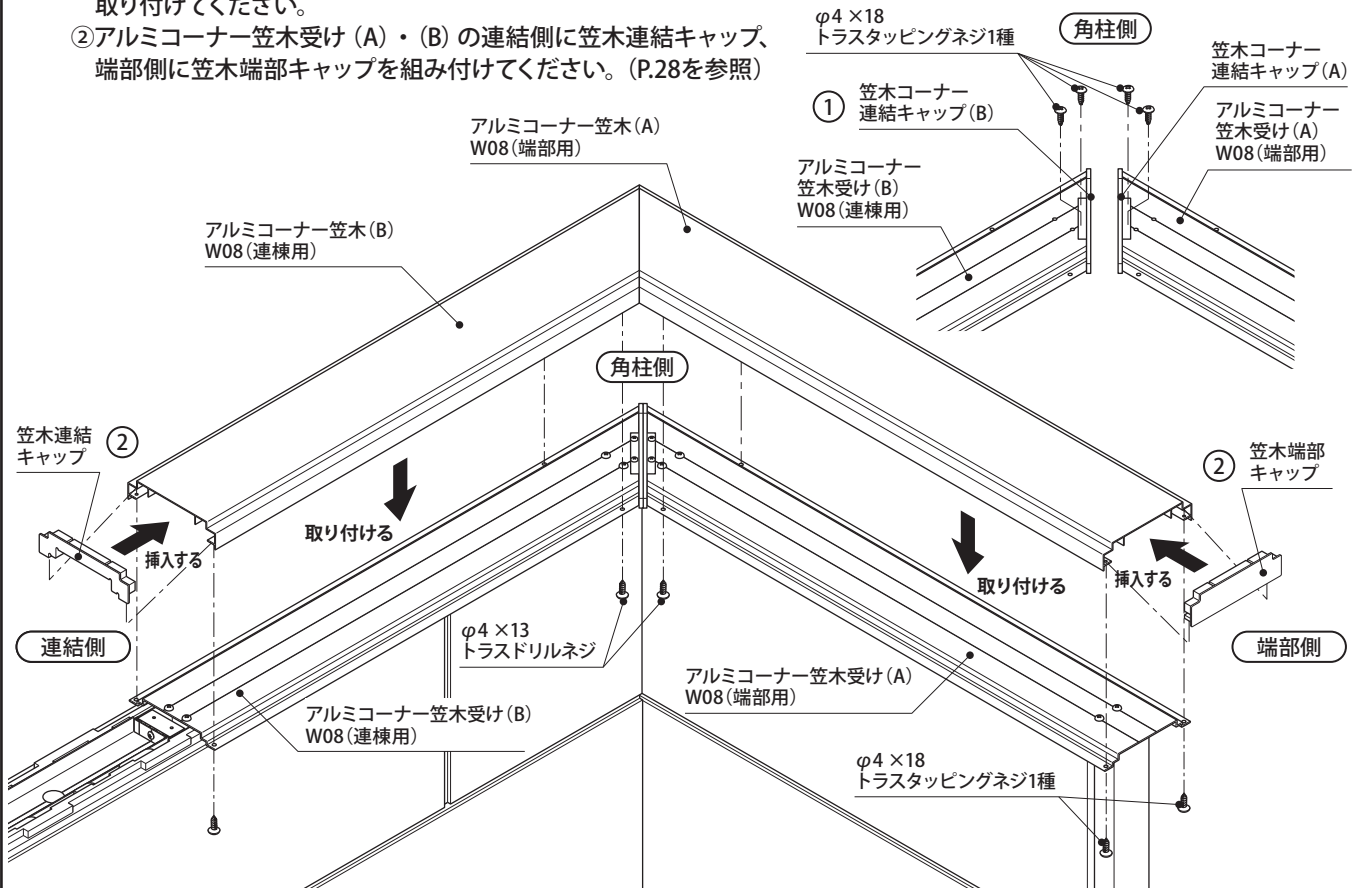 取り付けてください。
②アルミコーナー笠木受け（A）・（B）の連結側に笠木連結キャップ、
端部側に笠木端部キャップを組み付けてください。（P.28を参照）
φ4×18
トラスタッピングネジ1種
角柱側
笠木コーナー
連結キャップ（A）
①
笠木コーナー
連結キャップ（B）
アルミコーナー
笠木受け（A）
W08（端部用）
アルミコーナー
笠木受け（B）
W08（連棟用）
アルミコーナー笠木（A）
W08（端部用）
アルミコーナー笠木（B）
W08（連棟用）
角柱側
笠木連結
キャップ
②
②
笠木端部
キャップ
取り付ける
挿入する
取り付ける
挿入する
連結側
端部側
φ4×13
トラスドリルネジ
アルミコーナー笠木受け（A）
W08（端部用）
アルミコーナー笠木受け（B）
W08（連棟用）
φ4×18
トラスタッピングネジ1種